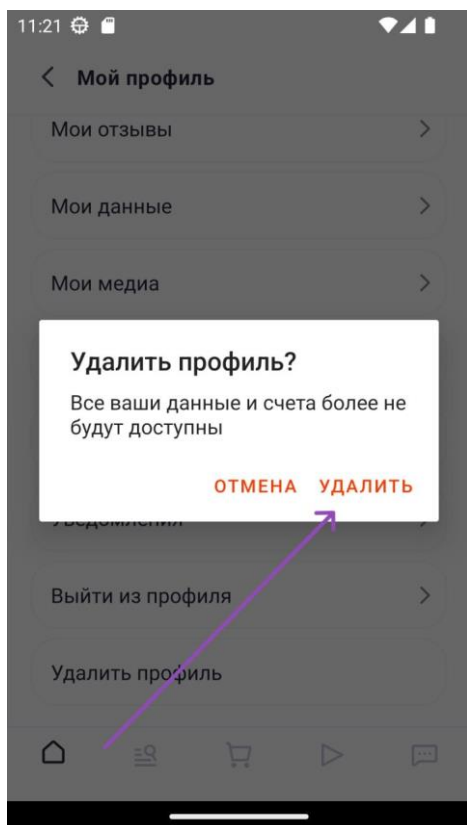 11:21
Мой профиль
Мои отзывы
Мои данные
Мои медиа
Удалить профиль?
Все ваши данные и счета более не
будут доступны
ОТМЕНА УДАЛИТЬ
Уведомления
Выйти из профиля
Удалить профиль